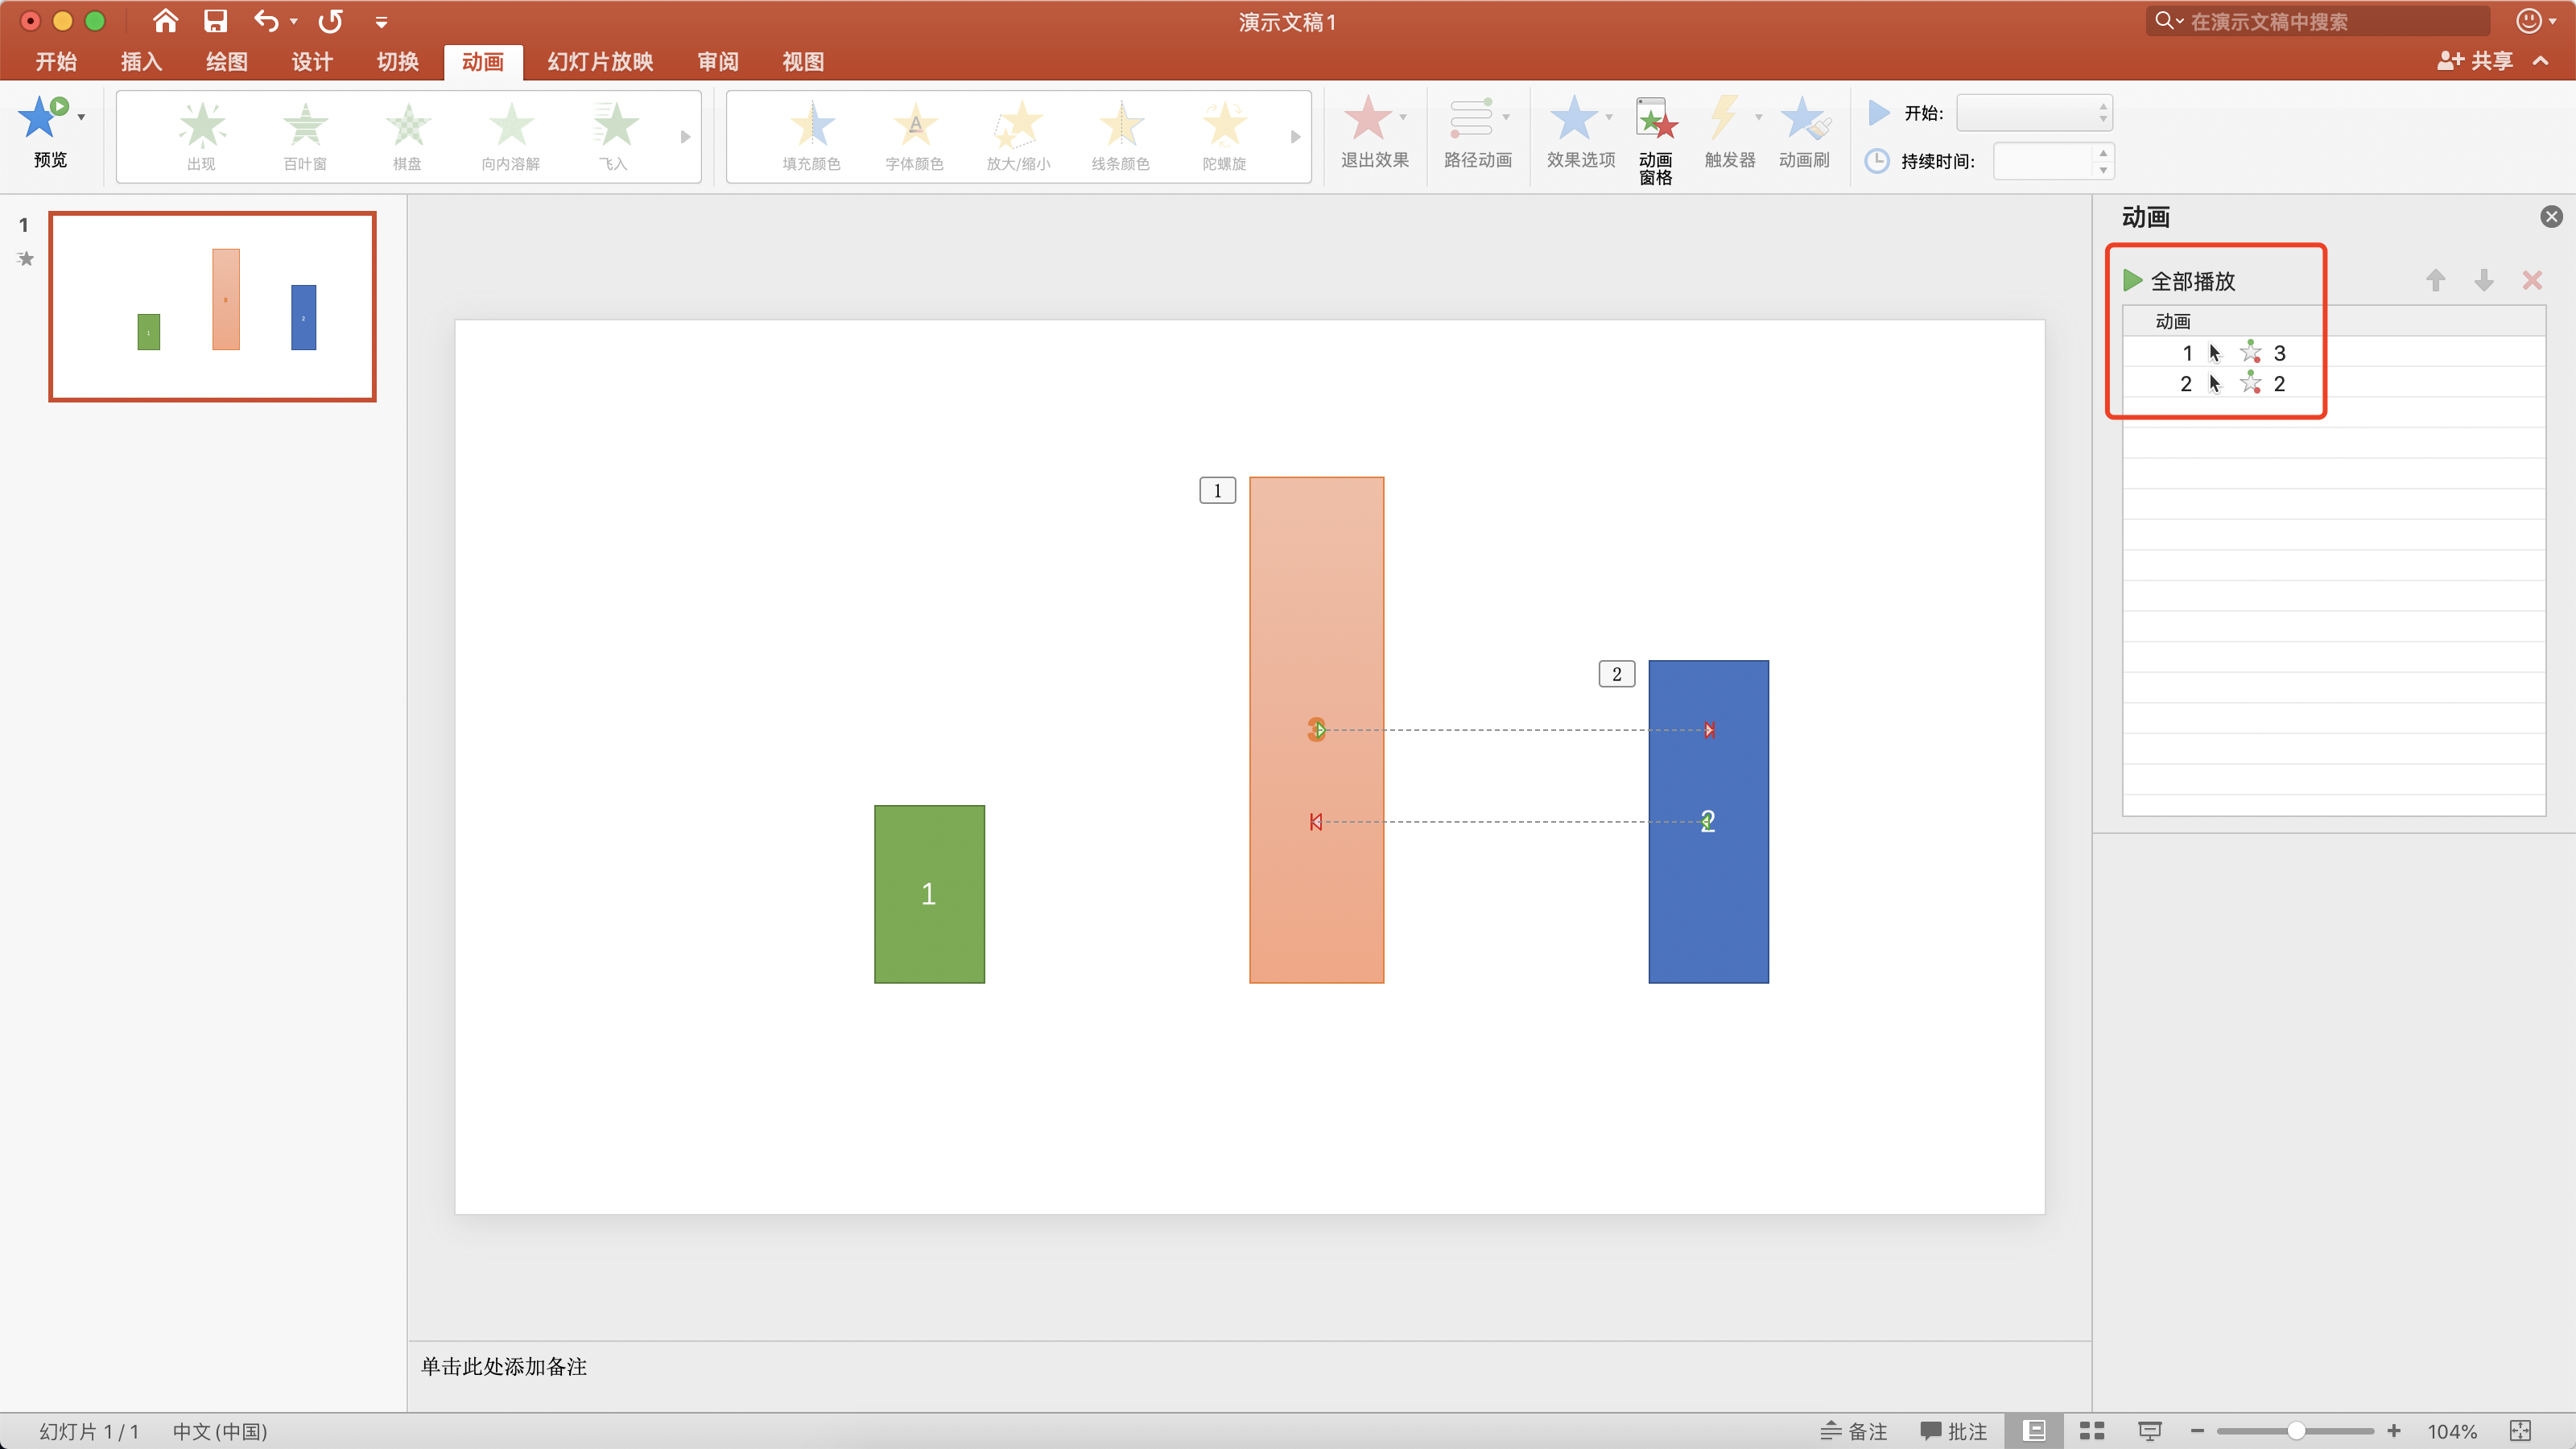 演示文稿1
在演示文稿中搜索
开始 插入 绘图 设计 切换 动画 幻灯片放映 审阅 视图
共享
预览
出现 百叶窗 棋盘 向内溶解 飞入
填充颜色 字体颜色 放大/缩小 线条颜色 陀螺旋
退出效果 路径动画 效果选项 动画窗格 触发器 动画刷
开始:
持续时间:
1
3
1
2
动画
全部播放
动画
1 3
2 2
1
2
3
2
1
单击此处添加备注
幻灯片 1 / 1 中文 (中国)
备注 批注 104%